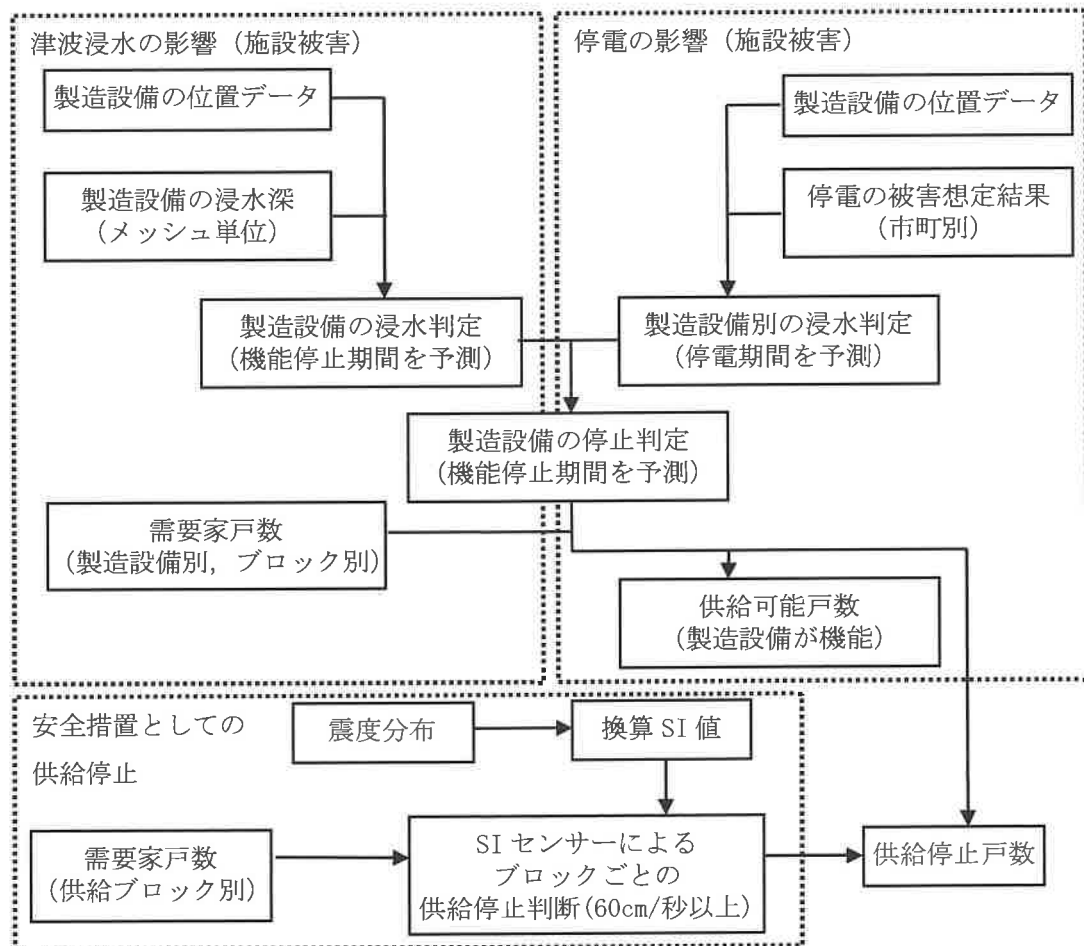 津波浸水の影響（施設被害）
製造設備の位置データ
製造設備の浸水深
（メッシュ単位）
製造設備の浸水判定
（機能停止期間を予測）
停電の影響（施設被害）
製造設備の位置データ
停電の被害想定結果
（市町別）
製造設備別の浸水判定
（停電期間を予測）
製造設備の停止判定
（機能停止期間を予測）
需要家戸数
（製造設備別，ブロック別）
供給可能戸数
（製造設備が機能）
安全措置としての
供給停止
震度分布
換算 SI 値
需要家戸数
（供給ブロック別）
SI センサーによる
ブロックごとの
供給停止判断(60cm/秒以上)
供給停止戸数